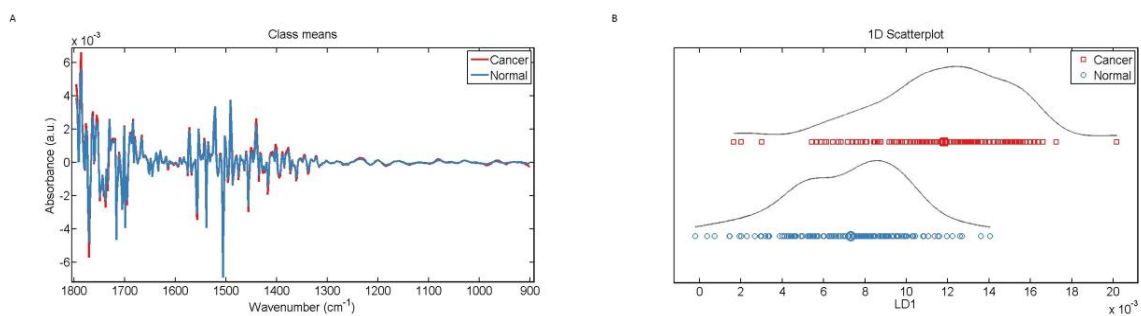 A
Class means
x 10⁻³
Cancer
Normal
6
4
2
0
-2
-4
-6
Absorbance (a.u.)
1800 1700 1600 1500 1400 1300 1200 1100 1000 900
Wavenumber (cm⁻¹)
B
1D Scatterplot
Cancer
Normal
0 2 4 6 8 10 12 14 16 18 20
LD1
x 10⁻³